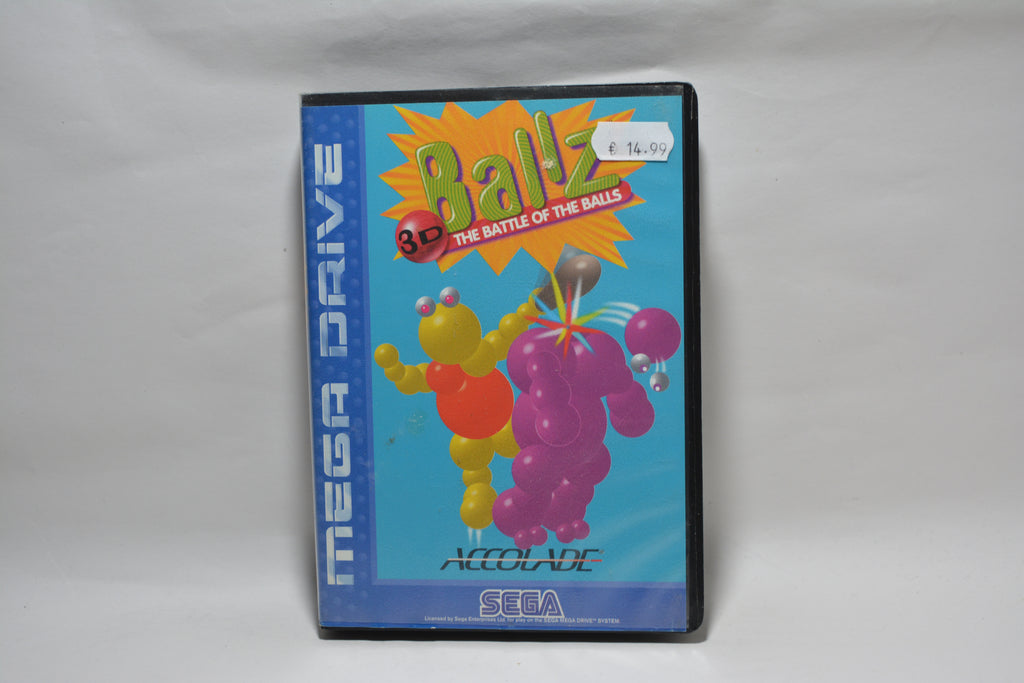 MEGA DRIVE
Ballz
€ 14.99
3D
THE BATTLE OF THE BALLS
ACCOLADE
SEGA
Licensed by Sega Enterprises Ltd. for play on the SEGA MEGA DRIVE™ SYSTEM.